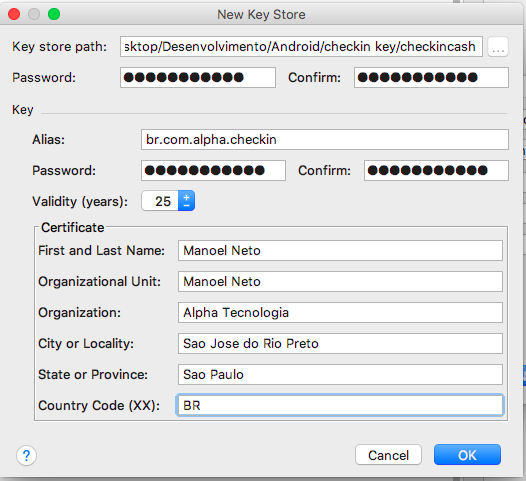 New Key Store
Key store path: sktop/Desenvolvimento/Android/checkin key/checkincash ...
Password: ●●●●●●●●●●● Confirm: ●●●●●●●●●●●
Key
Alias: br.com.alpha.checkin
Password: ●●●●●●●●●●● Confirm: ●●●●●●●●●●●
Validity (years): 25
Certificate
First and Last Name: Manoel Neto
Organizational Unit: Manoel Neto
Organization: Alpha Tecnologia
City or Locality: Sao Jose do Rio Preto
State or Province: Sao Paulo
Country Code (XX): BR
? Cancel OK